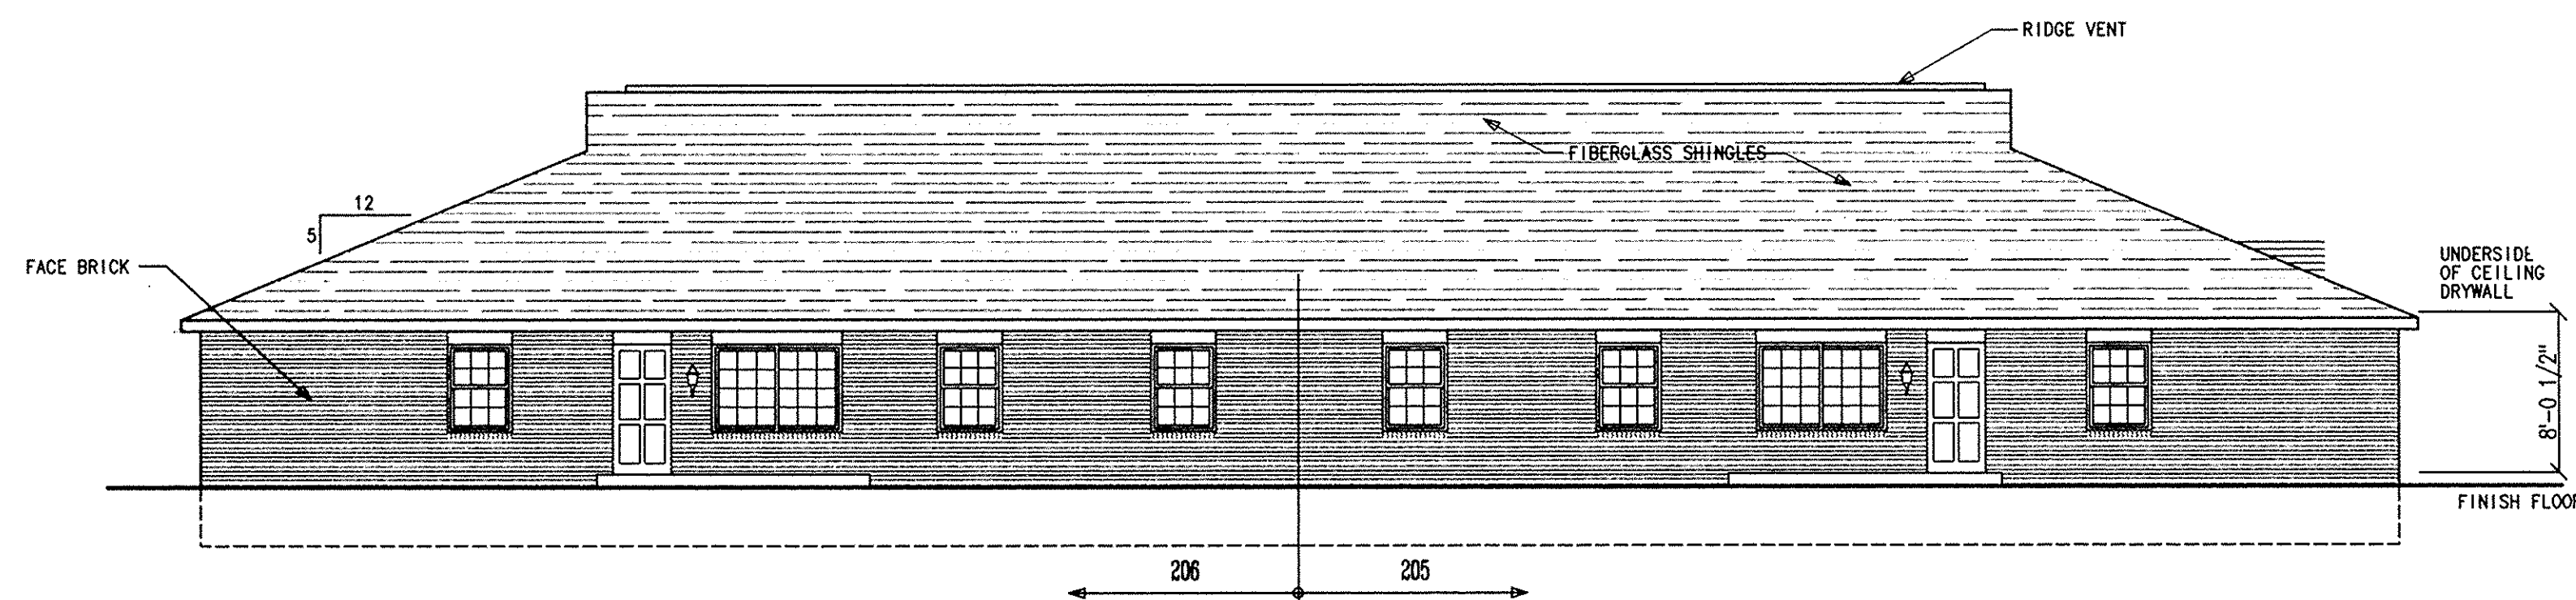 RIDGE VENT
FIBERGLASS SHINGLES
12
5
FACE BRICK
UNDERSIDE
OF CEILING
DRYWALL
8'-0 1/2"
FINISH FLOOR
206
205